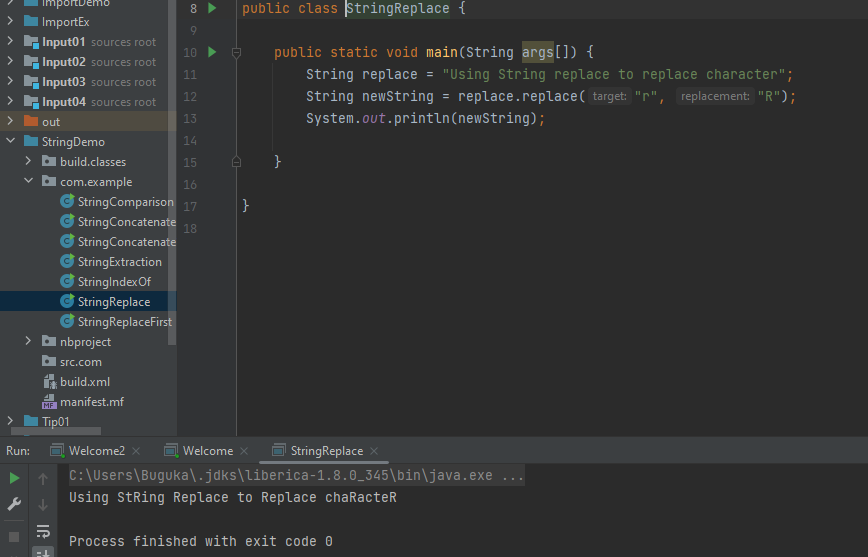 ImportDemo
ImportEx
Input01 sources root
Input02 sources root
Input03 sources root
Input04 sources root
out
StringDemo
build.classes
com.example
StringComparison
StringConcatenate
StringConcatenate
StringExtraction
StringIndexOf
StringReplace
StringReplaceFirst
nbproject
src.com
build.xml
manifest.mf
Tip01
8 public class StringReplace {
9
10 public static void main(String args[]) {
11 String replace = "Using String replace to replace character";
12 String newString = replace.replace( target: "r", replacement: "R");
13 System.out.println(newString);
14
15 }
16
17 }
18
Run: Welcome2 Welcome StringReplace
C:\Users\Buguka\.jdks\liberica-1.8.0_345\bin\java.exe ...
Using StRing Replace to Replace chaRacteR
Process finished with exit code 0